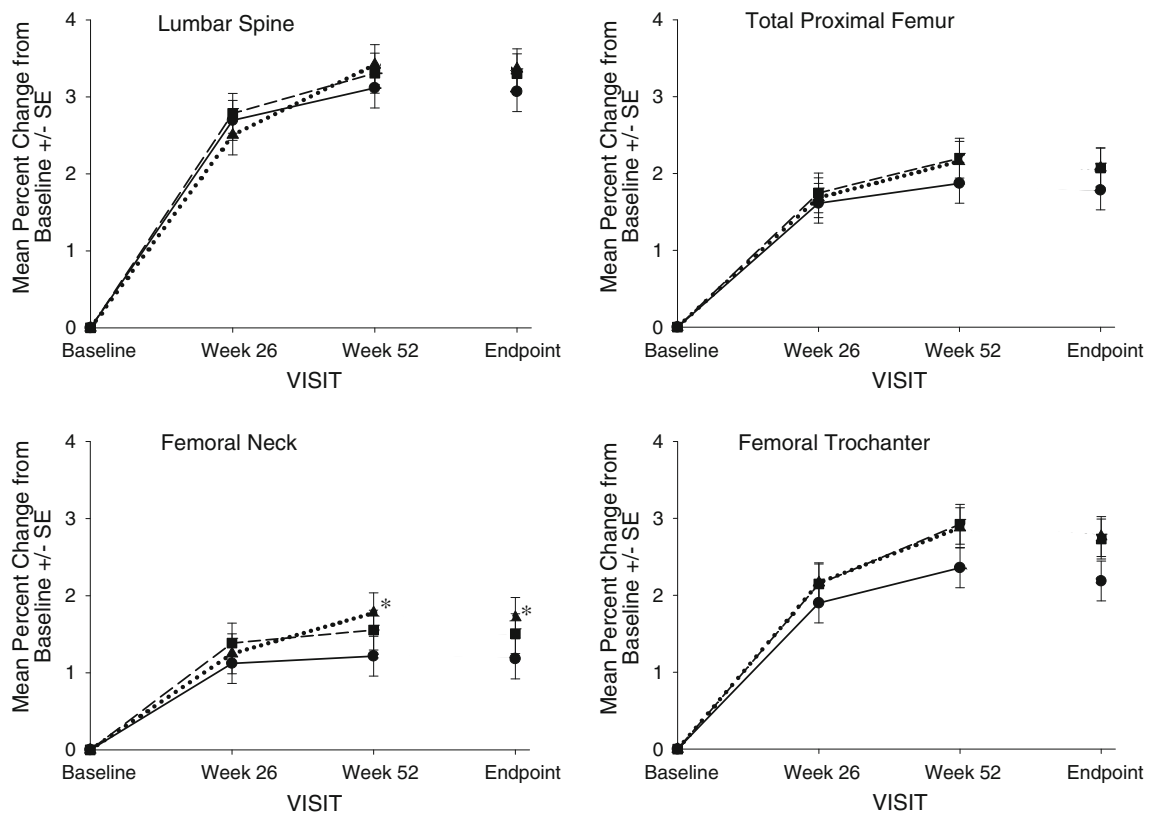 Lumbar Spine
Mean Percent Change from
Baseline +/- SE
4
3
2
1
0
Baseline Week 26 Week 52 Endpoint
VISIT
Total Proximal Femur
Mean Percent Change from
Baseline +/- SE
4
3
2
1
0
Baseline Week 26 Week 52 Endpoint
VISIT
Femoral Neck
Mean Percent Change from
Baseline +/- SE
4
3
2
1
0
*
*
Baseline Week 26 Week 52 Endpoint
VISIT
Femoral Trochanter
Mean Percent Change from
Baseline +/- SE
4
3
2
1
0
Baseline Week 26 Week 52 Endpoint
VISIT